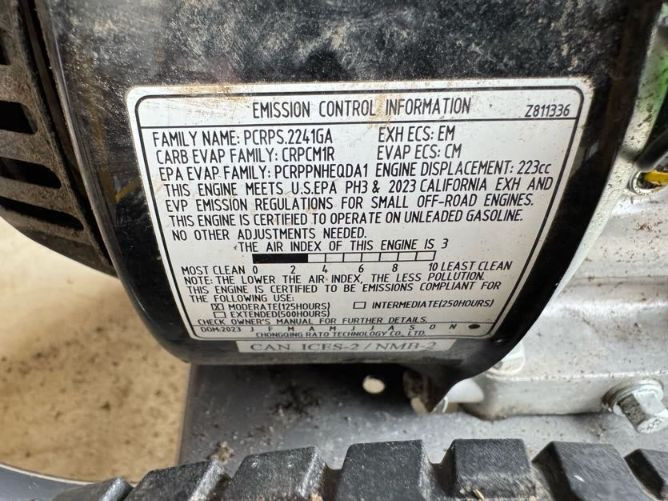 EMISSION CONTROL INFORMATION Z811336
FAMILY NAME: PCRPS.2241GA EXH ECS: EM
CARB EVAP FAMILY: CRPCM1R EVAP ECS: CM
EPA EVAP FAMILY: PCRPPNHEQDA1 ENGINE DISPLACEMENT: 223cc
THIS ENGINE MEETS U.S.EPA PH3 & 2023 CALIFORNIA EXH AND
EVP EMISSION REGULATIONS FOR SMALL OFF-ROAD ENGINES.
THIS ENGINE IS CERTIFIED TO OPERATE ON UNLEADED GASOLINE.
NO OTHER ADJUSTMENTS NEEDED.
THE AIR INDEX OF THIS ENGINE IS 3
MOST CLEAN 0 2 4 6 8 10 LEAST CLEAN
NOTE: THE LOWER THE AIR INDEX, THE LESS POLLUTION.
THIS ENGINE IS CERTIFIED TO BE EMISSIONS COMPLIANT FOR
THE FOLLOWING USE:
☒ MODERATE(125HOURS) ☐ INTERMEDIATE(250HOURS)
☐ EXTENDED(500HOURS)
CHECK OWNER'S MANUAL FOR FURTHER DETAILS.
DOM:2023 J F M A M J J A S O N
CHONGQING RATO TECHNOLOGY CO., LTD.
CAN ICES-2 / NMB-2